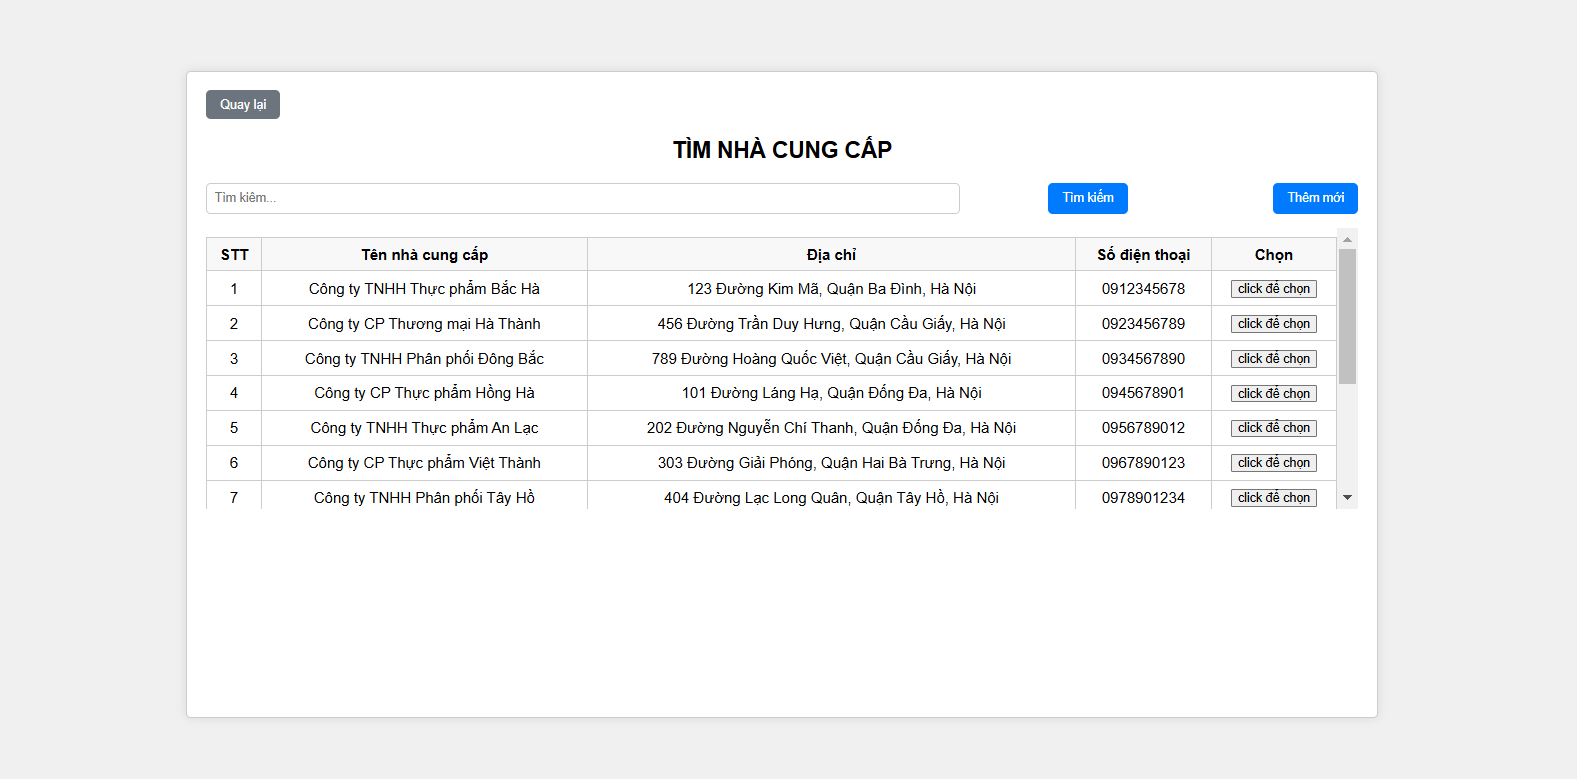 Quay lại
TÌM NHÀ CUNG CẤP
Tìm kiêm... Tìm kiếm Thêm mới
STT Tên nhà cung cấp Địa chỉ Số điện thoại Chọn
1 Công ty TNHH Thực phẩm Bắc Hà 123 Đường Kim Mã, Quận Ba Đình, Hà Nội 0912345678 click để chọn
2 Công ty CP Thương mại Hà Thành 456 Đường Trần Duy Hưng, Quận Cầu Giấy, Hà Nội 0923456789 click để chọn
3 Công ty TNHH Phân phối Đông Bắc 789 Đường Hoàng Quốc Việt, Quận Cầu Giấy, Hà Nội 0934567890 click để chọn
4 Công ty CP Thực phẩm Hồng Hà 101 Đường Láng Hạ, Quận Đống Đa, Hà Nội 0945678901 click để chọn
5 Công ty TNHH Thực phẩm An Lạc 202 Đường Nguyễn Chí Thanh, Quận Đống Đa, Hà Nội 0956789012 click để chọn
6 Công ty CP Thực phẩm Việt Thành 303 Đường Giải Phóng, Quận Hai Bà Trưng, Hà Nội 0967890123 click để chọn
7 Công ty TNHH Phân phối Tây Hồ 404 Đường Lạc Long Quân, Quận Tây Hồ, Hà Nội 0978901234 click để chọn